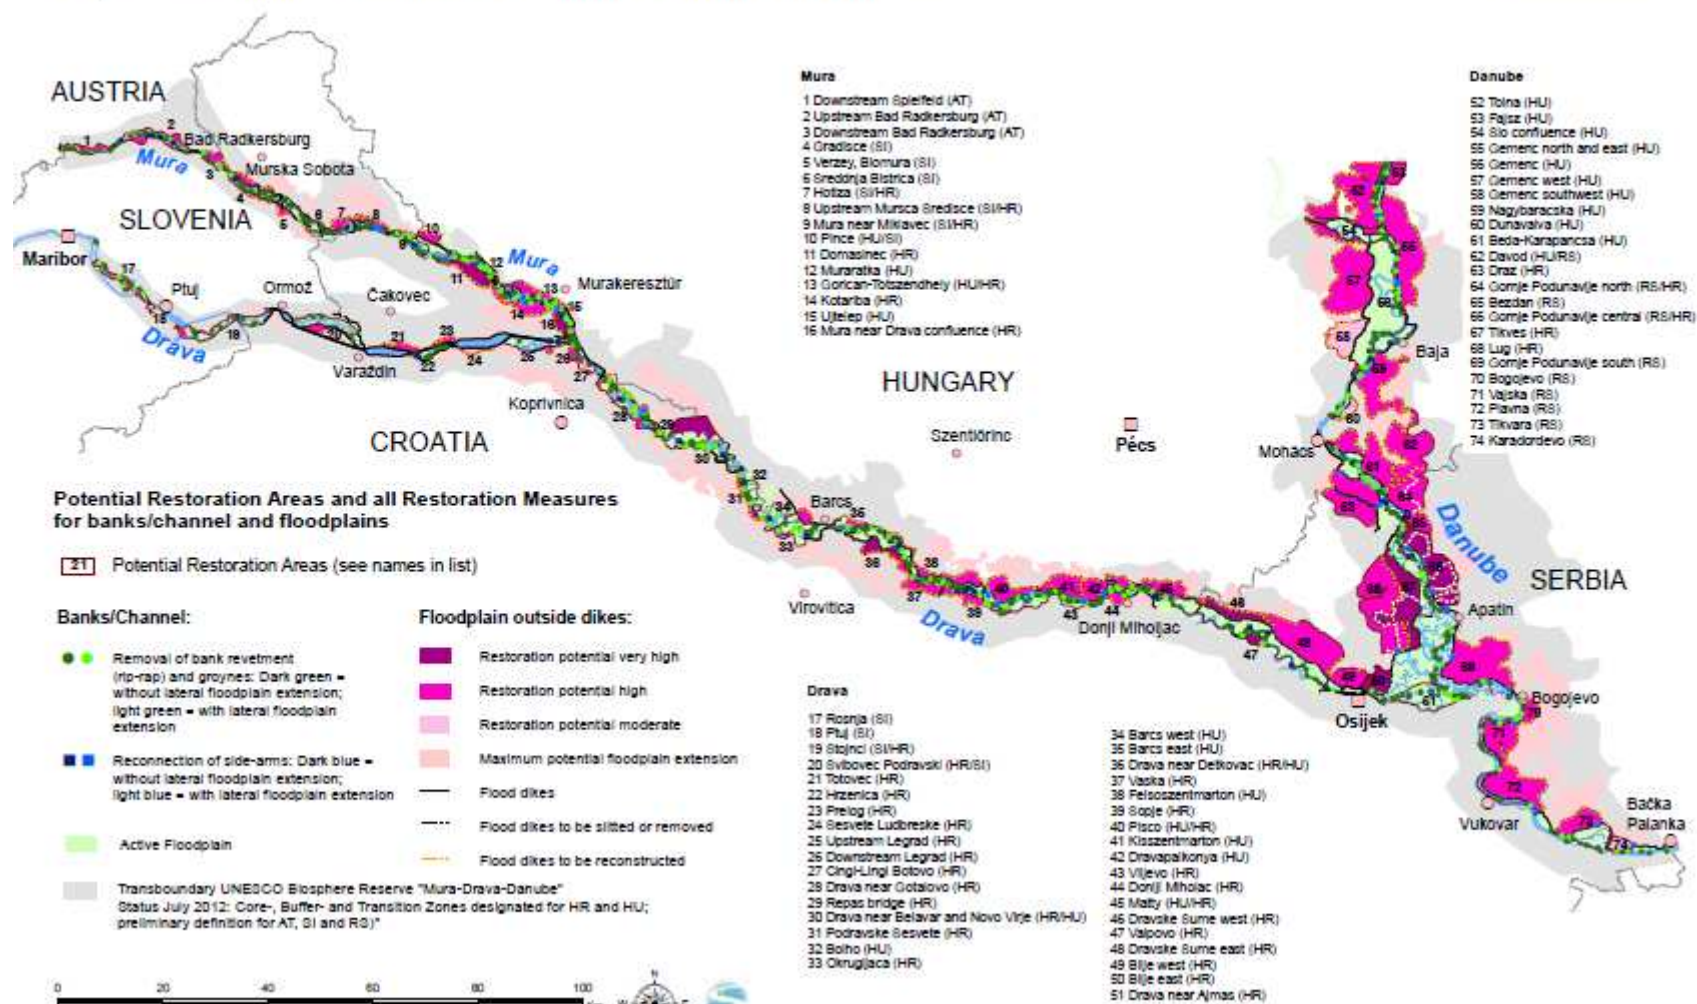 AUSTRIA
Bad Radkersburg
Mura
Murska Sobota
SLOVENIA
Maribor
Ptuj
Ormož
Čakovec
Drava
Varaždin
Mura
Murakeresztúr
Koprivnica
CROATIA
HUNGARY
Szentlőrinc
Pécs
Barcs
Virovitica
Drava
Donji Miholjac
Baja
Mohács
Danube
SERBIA
Apatin
Osijek
Bogojevo
Vukovar
Bačka
Palanka
Mura
1 Downstream Spielfeld (AT)
2 Upstream Bad Radkersburg (AT)
3 Downstream Bad Radkersburg (AT)
4 Gradisce (SI)
5 Verzey, Biomura (SI)
6 Sreddnja Bistrica (SI)
7 Hotiza (SI/HR)
8 Upstream Mursca Sredisce (SI/HR)
9 Mura near Miklavec (SI/HR)
10 Pince (HU/SI)
11 Domasinec (HR)
12 Muraratka (HU)
13 Gorican-Totszendhely (HU/HR)
14 Kotariba (HR)
15 Ujtelep (HU)
16 Mura near Drava confluence (HR)
Danube
52 Tolna (HU)
53 Fajsz (HU)
54 Sio confluence (HU)
55 Gemenc north and east (HU)
56 Gemenc (HU)
57 Gemenc west (HU)
58 Gemenc southwest (HU)
59 Nagybaracska (HU)
60 Dunavalva (HU)
61 Beda-Karapancsa (HU)
62 Davod (HU/RS)
63 Draz (HR)
64 Gornje Podunavlje north (RS/HR)
65 Bezdan (RS)
66 Gornje Podunavlje central (RS/HR)
67 Tikves (HR)
68 Lug (HR)
69 Gornje Podunavlje south (RS)
70 Bogojevo (RS)
71 Vajska (RS)
72 Plavna (RS)
73 Tikvara (RS)
74 Karadordevo (RS)
Potential Restoration Areas and all Restoration Measures
for banks/channel and floodplains
21 Potential Restoration Areas (see names in list)
Banks/Channel:
Removal of bank revetment
(rip-rap) and groynes: Dark green =
without lateral floodplain extension;
light green = with lateral floodplain
extension
Reconnection of side-arms: Dark blue =
without lateral floodplain extension;
light blue = with lateral floodplain extension
Active Floodplain
Floodplain outside dikes:
Restoration potential very high
Restoration potential high
Restoration potential moderate
Maximum potential floodplain extension
Flood dikes
Flood dikes to be slitted or removed
Flood dikes to be reconstructed
Transboundary UNESCO Biosphere Reserve "Mura-Drava-Danube"
Status July 2012: Core-, Buffer- and Transition Zones designated for HR and HU;
preliminary definition for AT, SI and RS)"
0 20 40 60 80 100
N
W E
Drava
17 Rosnja (SI)
18 Ptuj (SI)
19 Stojnci (SI/HR)
20 Svibovec Podravski (HR/SI)
21 Totovec (HR)
22 Hrzenica (HR)
23 Prelog (HR)
24 Sesvete Ludbreske (HR)
25 Upstream Legrad (HR)
26 Downstream Legrad (HR)
27 Cingi-Lingi Botovo (HR)
28 Drava near Gotalovo (HR)
29 Repas bridge (HR)
30 Drava near Belavar and Novo Virje (HR/HU)
31 Podravske Sesvete (HR)
32 Bolho (HU)
33 Okrugljaca (HR)
34 Barcs west (HU)
35 Barcs east (HU)
36 Drava near Detkovac (HR/HU)
37 Vaska (HR)
38 Felsoszentmarton (HU)
39 Sopje (HR)
40 Pisco (HU/HR)
41 Kisszentmarton (HU)
42 Dravapalkonya (HU)
43 Viljevo (HR)
44 Donji Miholac (HR)
45 Matty (HU/HR)
46 Dravske Sume west (HR)
47 Valpovo (HR)
48 Dravske Sume east (HR)
49 Bilje west (HR)
50 Bilje east (HR)
51 Drava near Ajmas (HR)